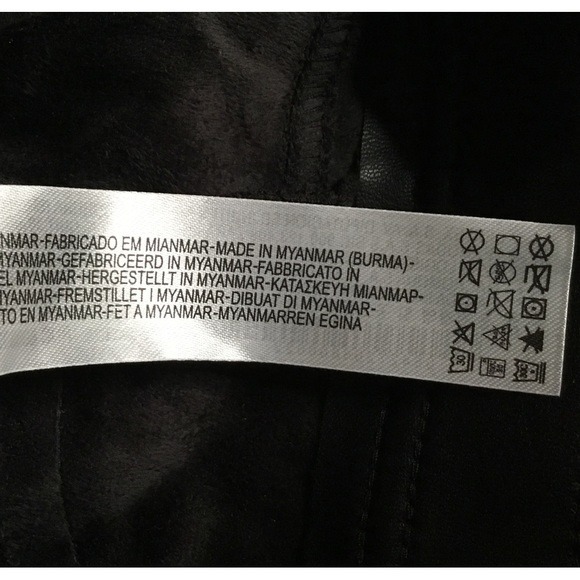 NMAR-FABRICADO EM MIANMAR-MADE IN MYANMAR (BURMA)-
MYANMAR-GEFABRICEERD IN MYANMAR-FABBRICATO IN
EL MYANMAR-HERGESTELLT IN MYANMAR-ΚΑΤΑΣΚΕΥΗ ΜΙΑΝΜΑΡ-
MYANMAR-FREMSTILLET I MYANMAR-DIBUAT DI MYANMAR-
TO EN MYANMAR-FET A MYANMAR-MYANMARREN EGINA